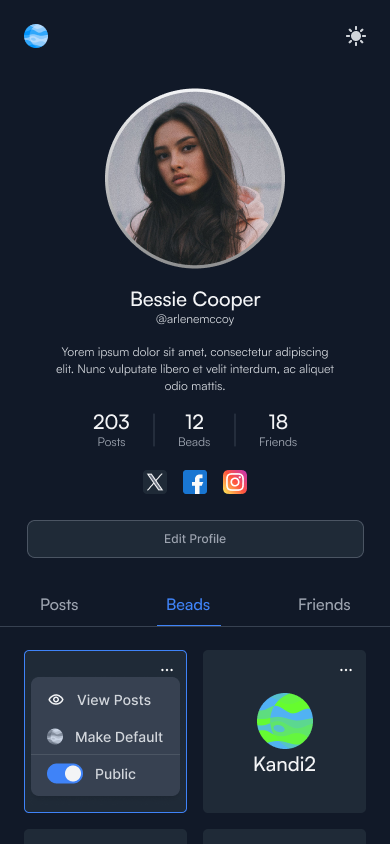 Bessie Cooper
@arlenemccoy
Yorem ipsum dolor sit amet, consectetur adipiscing
elit. Nunc vulputate libero et velit interdum, ac aliquet
odio mattis.
203 12 18
Posts Beads Friends
Edit Profile
Posts Beads Friends
View Posts
Make Default
Public
Kandi2